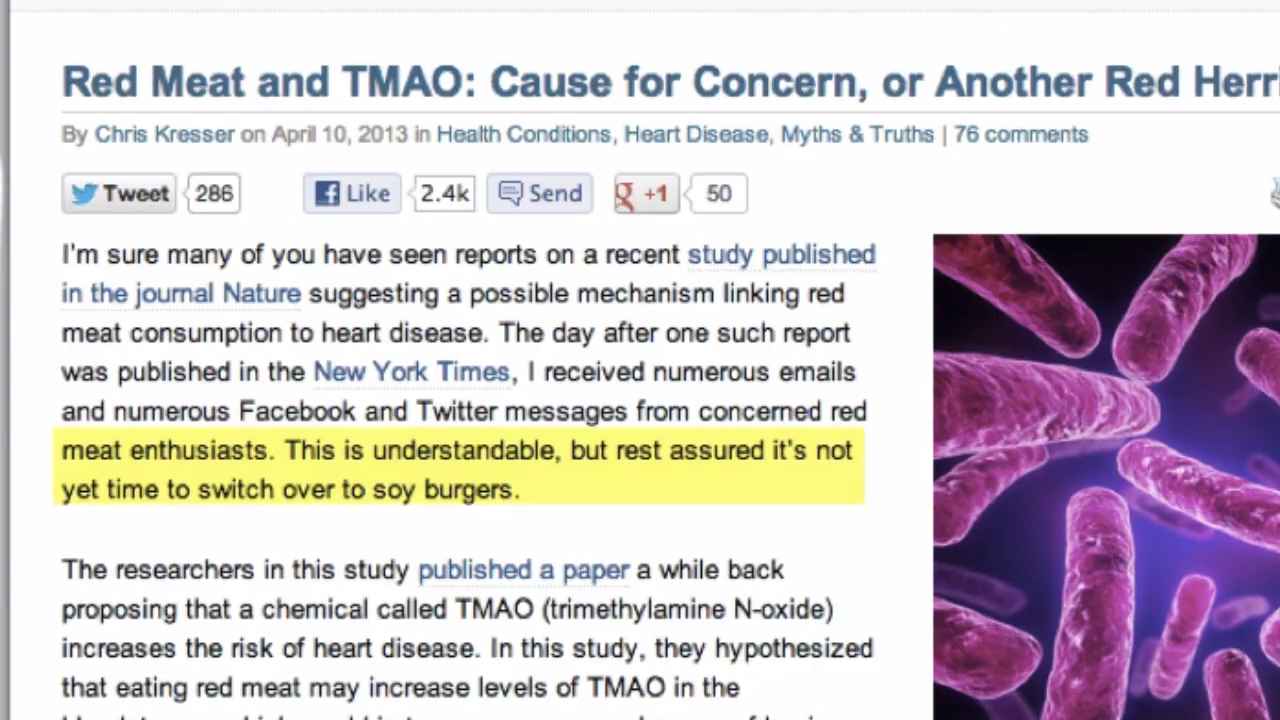 Red Meat and TMAO: Cause for Concern, or Another Red
By Chris Kresser on April 10, 2013 in Health Conditions, Heart Disease, Myths & Truths | 76 comments
Tweet 286 Like 2.4k Send +1 50
I'm sure many of you have seen reports on a recent study published
in the journal Nature suggesting a possible mechanism linking red
meat consumption to heart disease. The day after one such report
was published in the New York Times, I received numerous emails
and numerous Facebook and Twitter messages from concerned red
meat enthusiasts. This is understandable, but rest assured it's not
yet time to switch over to soy burgers.
The researchers in this study published a paper a while back
proposing that a chemical called TMAO (trimethylamine N-oxide)
increases the risk of heart disease. In this study, they hypothesized
that eating red meat may increase levels of TMAO in the